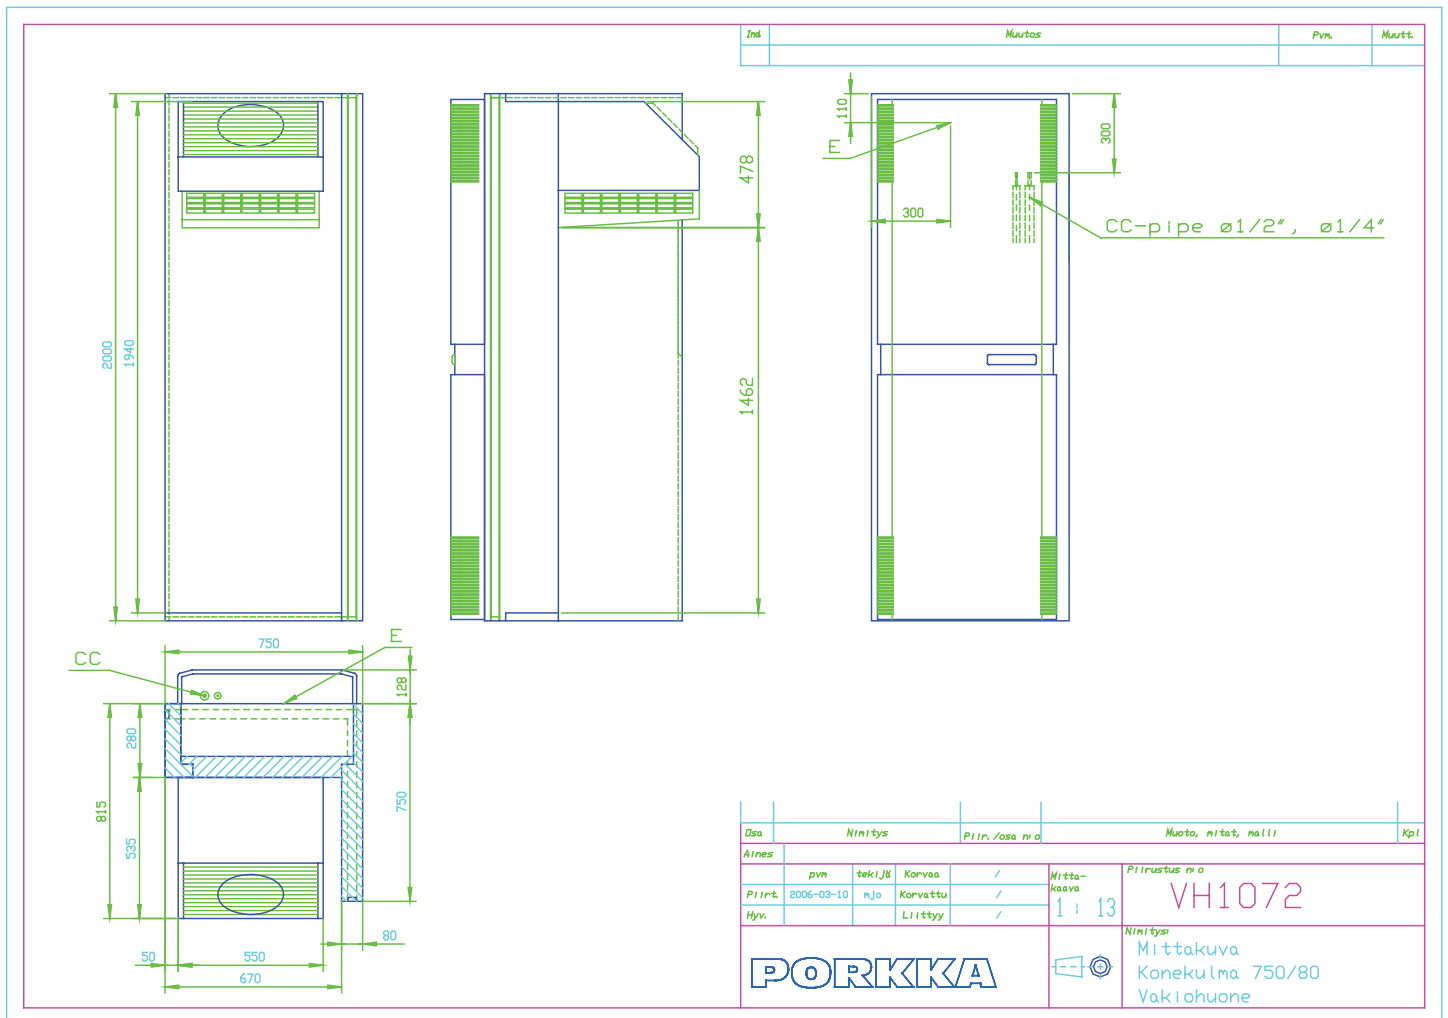 Ind. Muutos Pvm. Muutt.
110
300
E
478
300
CC-pipe ø1/2", ø1/4"
2000
1940
1462
E
750
CC
128
280
750
815
535
80
50
550
670
Osa Nimitys Piir./osa n:o Muoto, mitat, malli Kpl
Aines
pvm tekijä Korvaa /
Piirt. 2006-03-10 mjo Korvattu /
Hyv. Liittyy /
Mitta-
kaava
1 : 13
Piirustus n:o
VH1072
Nimitys:
Mittakuva
Konekulma 750/80
Vakiohuone
PORKKA